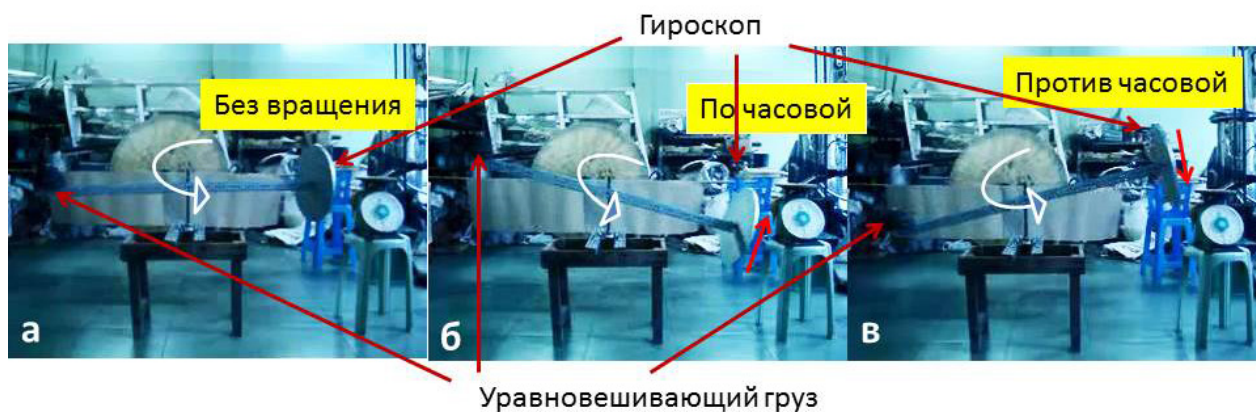 Гироскоп
Без вращения
По часовой
Против часовой
а
б
в
Уравновешивающий груз